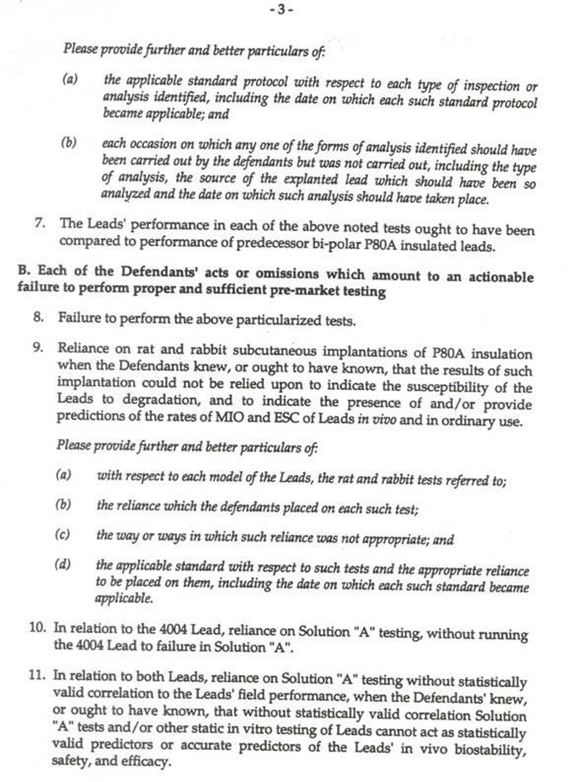 - 3 -
Please provide further and better particulars of:
(a) the applicable standard protocol with respect to each type of inspection or
analysis identified, including the date on which each such standard protocol
became applicable; and
(b) each occasion on which any one of the forms of analysis identified should have
been carried out by the defendants but was not carried out, including the type
of analysis, the source of the explanted lead which should have been so
analyzed and the date on which such analysis should have taken place.
7. The Leads' performance in each of the above noted tests ought to have been
compared to performance of predecessor bi-polar P80A insulated leads.
B. Each of the Defendants' acts or omissions which amount to an actionable
failure to perform proper and sufficient pre-market testing
8. Failure to perform the above particularized tests.
9. Reliance on rat and rabbit subcutaneous implantations of P80A insulation
when the Defendants knew, or ought to have known, that the results of such
implantation could not be relied upon to indicate the susceptibility of the
Leads to degradation, and to indicate the presence of and/or provide
predictions of the rates of MIO and ESC of Leads in vivo and in ordinary use.
Please provide further and better particulars of:
(a) with respect to each model of the Leads, the rat and rabbit tests referred to;
(b) the reliance which the defendants placed on each such test;
(c) the way or ways in which such reliance was not appropriate; and
(d) the applicable standard with respect to such tests and the appropriate reliance
to be placed on them, including the date on which each such standard became
applicable.
10. In relation to the 4004 Lead, reliance on Solution "A" testing, without running
the 4004 Lead to failure in Solution "A".
11. In relation to both Leads, reliance on Solution "A" testing without statistically
valid correlation to the Leads' field performance, when the Defendants' knew,
or ought to have known, that without statistically valid correlation Solution
"A" tests and/or other static in vitro testing of Leads cannot act as statistically
valid predictors or accurate predictors of the Leads' in vivo biostability,
safety, and efficacy.